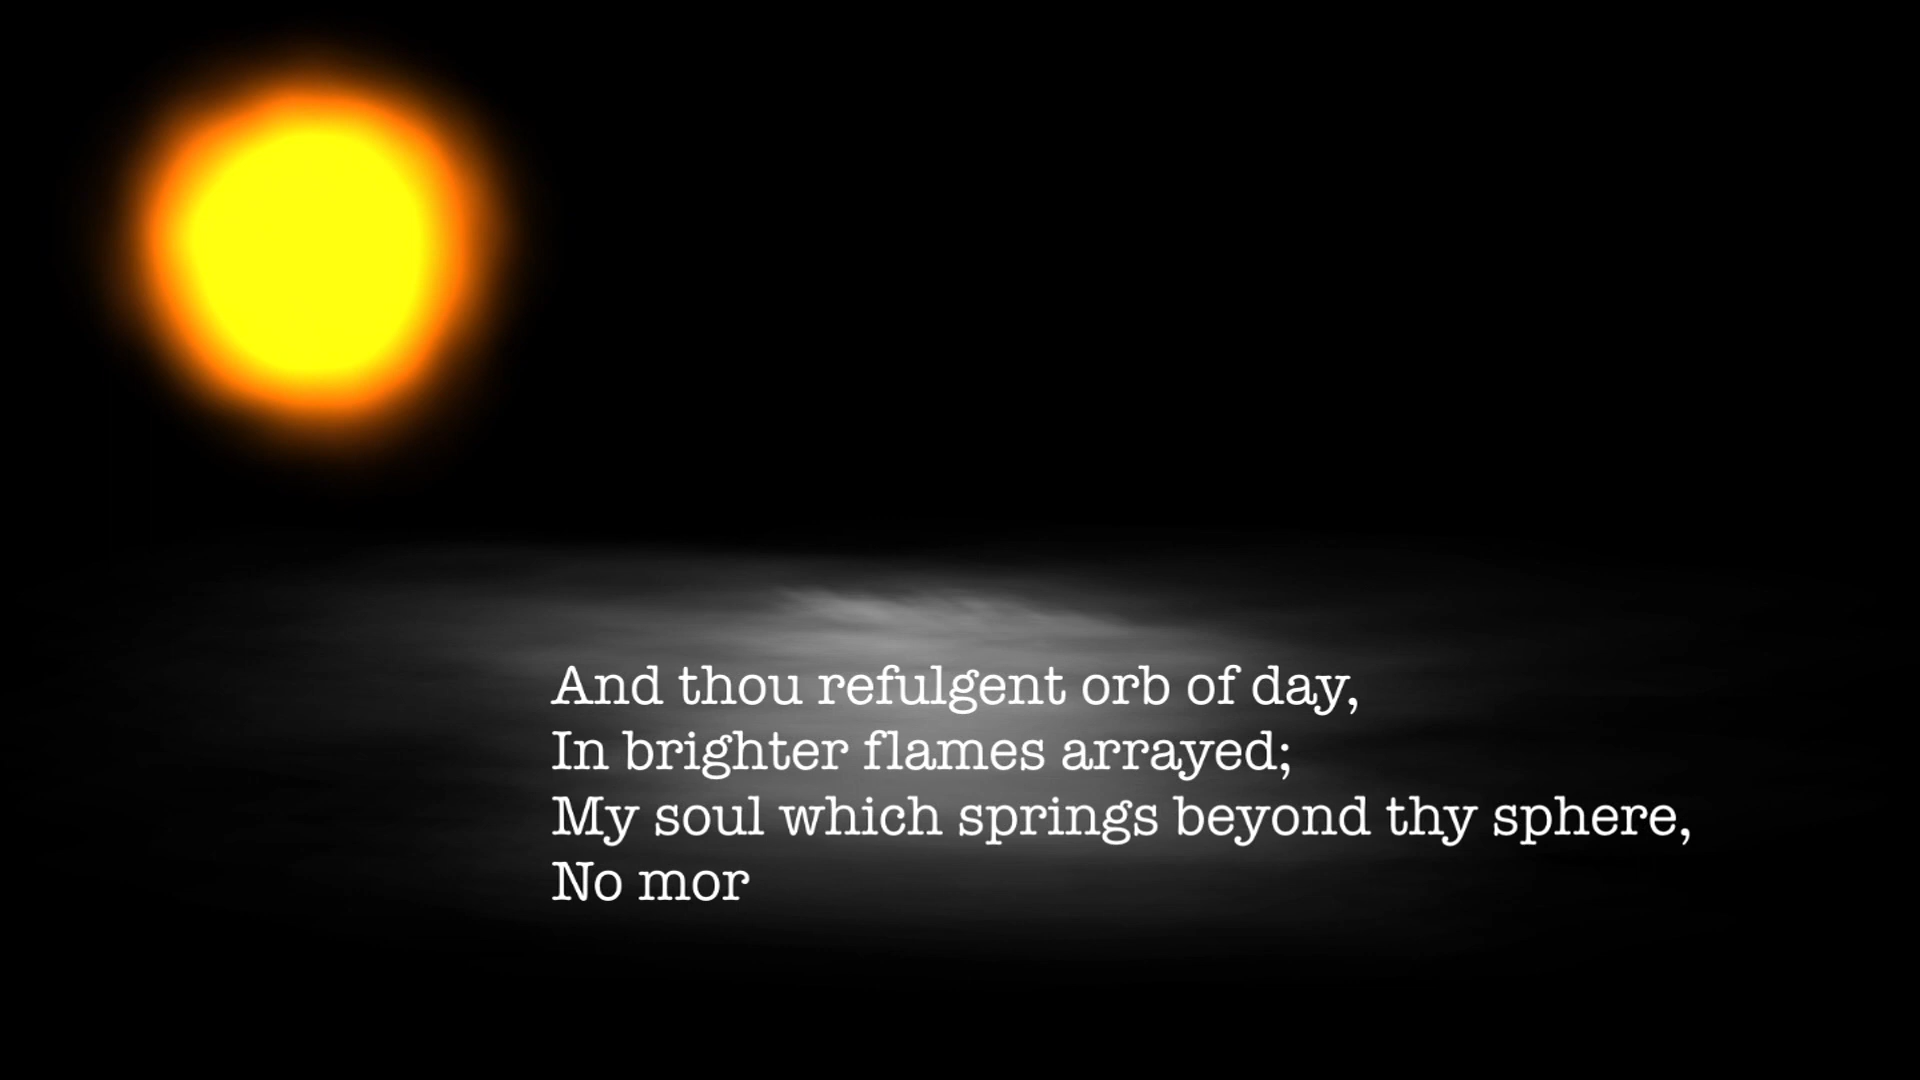 And thou refulgent orb of day,
In brighter flames arrayed;
My soul which springs beyond thy sphere,
No mor